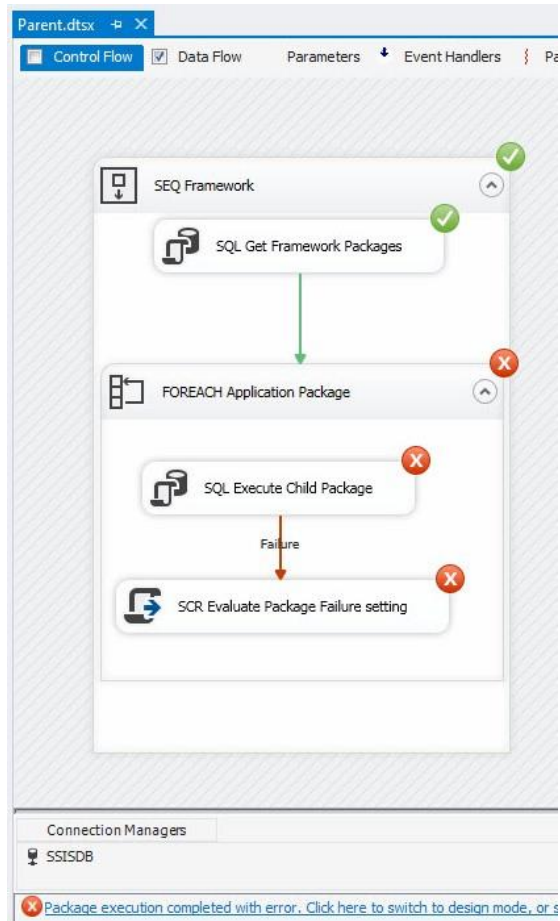 Parent.dtsx
Control Flow Data Flow Parameters Event Handlers Pa
SEQ Framework
SQL Get Framework Packages
FOREACH Application Package
SQL Execute Child Package
Failure
SCR Evaluate Package Failure setting
Connection Managers
SSISDB
Package execution completed with error. Click here to switch to design mode, or s